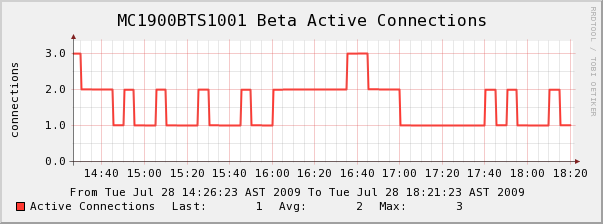 MC1900BTS1001 Beta Active Connections
RRDTOOL / TOBI OETIKER
connections
3.0
2.0
1.0
0.0
14:40 15:00 15:20 15:40 16:00 16:20 16:40 17:00 17:20 17:40 18:00 18:20
From Tue Jul 28 14:26:23 AST 2009 To Tue Jul 28 18:21:23 AST 2009
Active Connections Last: 1 Avg: 2 Max: 3